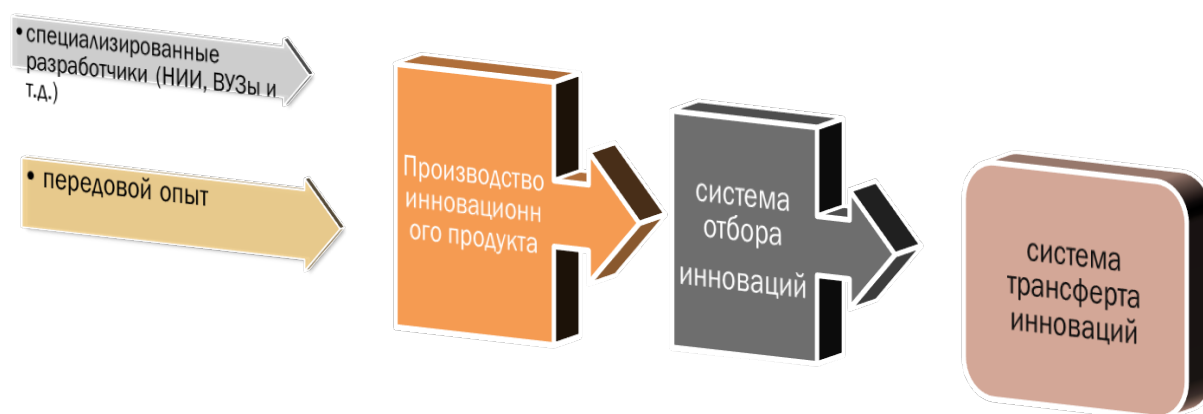 • специализированные
разработчики (НИИ, ВУЗы и
т.д.)
• передовой опыт
Производство
инновационн
ого продукта
система
отбора
инноваций
система
трансферта
инноваций